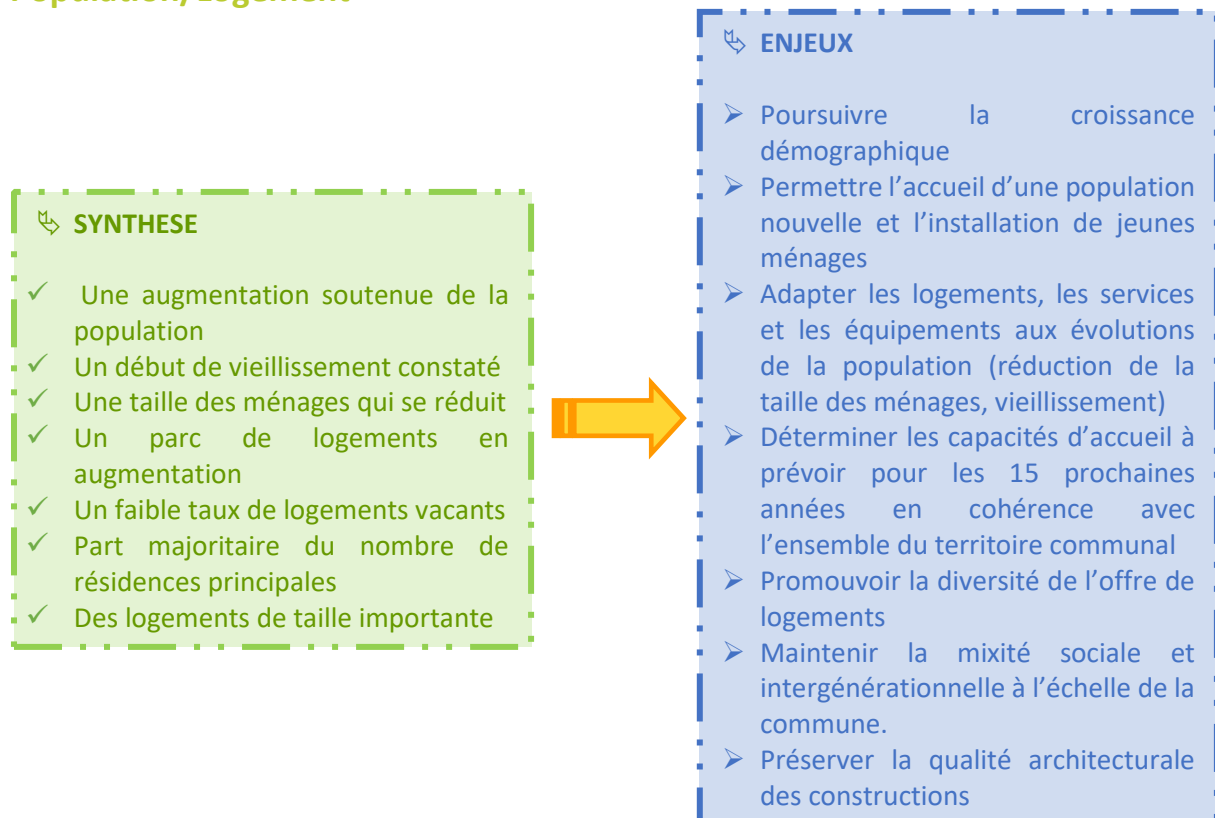 Population/Logement
SYNTHESE
Une augmentation soutenue de la
population
Un début de vieillissement constaté
Une taille des ménages qui se réduit
Un parc de logements en
augmentation
Un faible taux de logements vacants
Part majoritaire du nombre de
résidences principales
Des logements de taille importante
ENJEUX
Poursuivre la croissance
démographique
Permettre l’accueil d’une population
nouvelle et l’installation de jeunes
ménages
Adapter les logements, les services
et les équipements aux évolutions
de la population (réduction de la
taille des ménages, vieillissement)
Déterminer les capacités d’accueil à
prévoir pour les 15 prochaines
années en cohérence avec
l’ensemble du territoire communal
Promouvoir la diversité de l’offre de
logements
Maintenir la mixité sociale et
intergénérationnelle à l’échelle de la
commune.
Préserver la qualité architecturale
des constructions